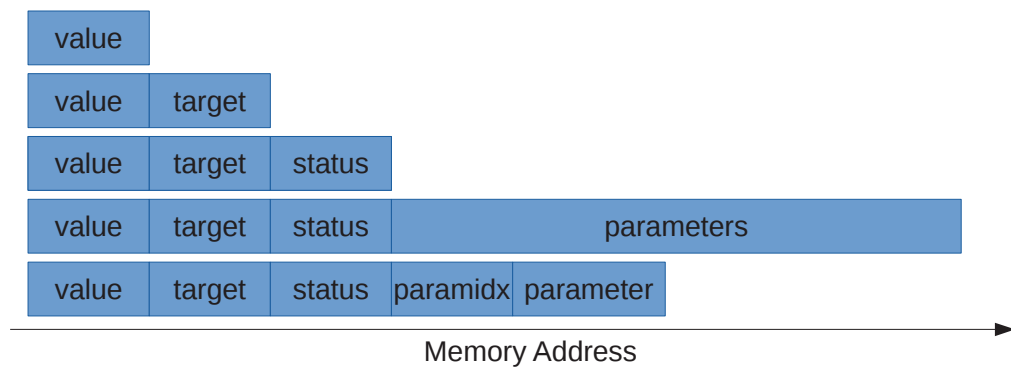 value
value target
value target status
value target status parameters
value target status paramidx parameter
Memory Address